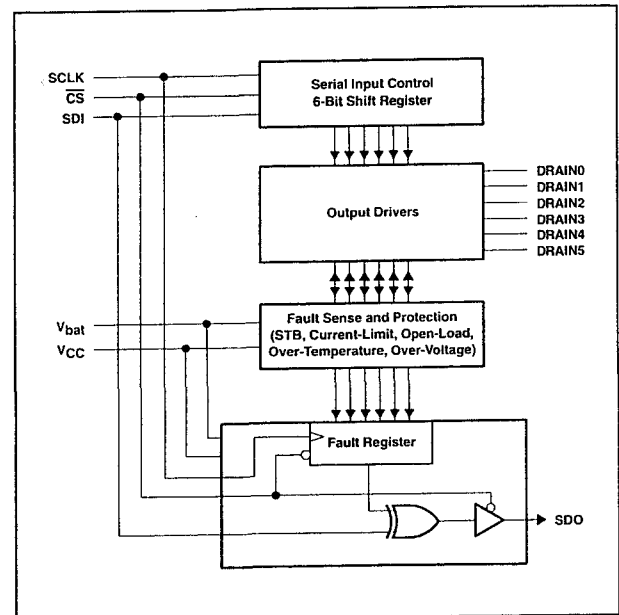 SCLK
CS
SDI
Serial Input Control
6-Bit Shift Register
Output Drivers
DRAIN0
DRAIN1
DRAIN2
DRAIN3
DRAIN4
DRAIN5
Vbat
VCC
Fault Sense and Protection
(STB, Current-Limit, Open-Load,
Over-Temperature, Over-Voltage)
Fault Register
SDO